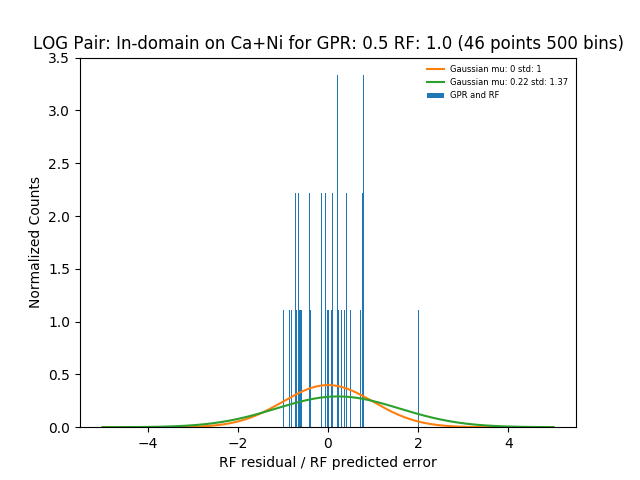 LOG Pair: In-domain on Ca+Ni for GPR: 0.5 RF: 1.0 (46 points 500 bins)
Gaussian mu: 0 std: 1
Gaussian mu: 0.22 std: 1.37
GPR and RF
Normalized Counts
3.5
3.0
2.5
2.0
1.5
1.0
0.5
0.0
−4 −2 0 2 4
RF residual / RF predicted error